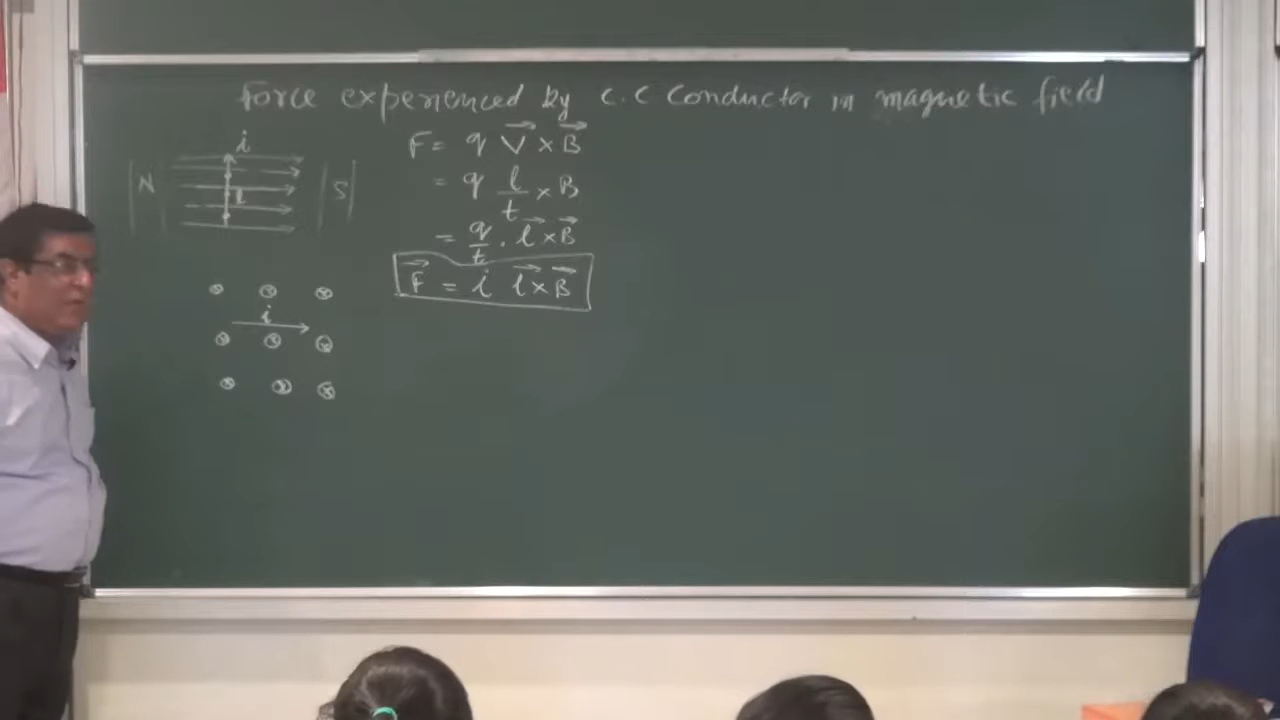 Force experienced by C.C Conductor in magnetic field
i
N
l
S
F = q V⃗ × B⃗
= q l/t × B
= q/t . l⃗ × B⃗
F⃗ = i l⃗ × B⃗
i